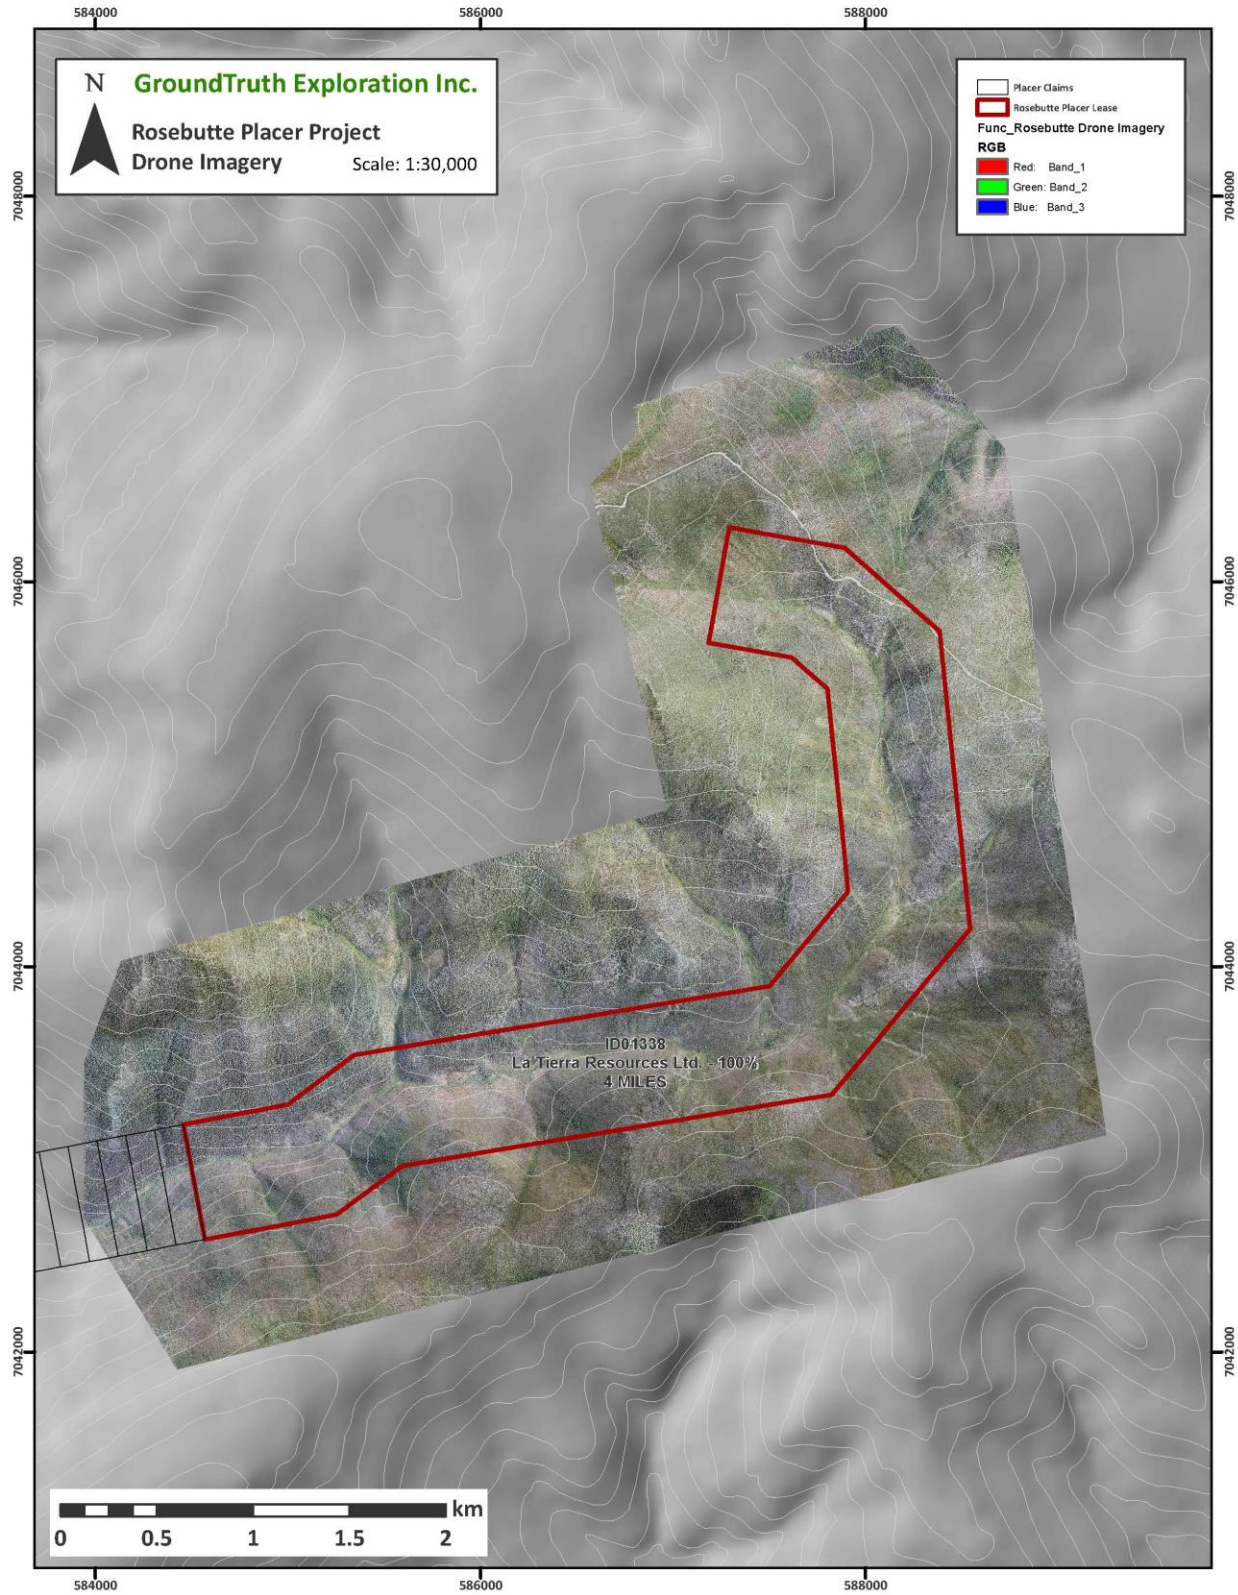 584000
586000
588000
N
GroundTruth Exploration Inc.
Rosebutte Placer Project
Drone Imagery
Scale: 1:30,000
Placer Claims
Rosebutte Placer Lease
Func_Rosebutte Drone Imagery
RGB
Red: Band_1
Green: Band_2
Blue: Band_3
7048000
7048000
7046000
7046000
7044000
7044000
ID01338
La Tierra Resources Ltd. - 100%
4 MILES
7042000
7042000
km
0
0.5
1
1.5
2
584000
586000
588000